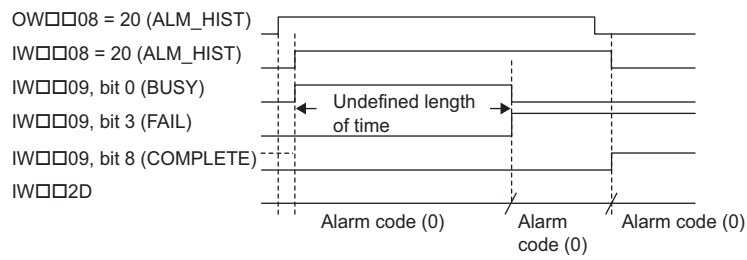 OW□□08 = 20 (ALM_HIST)
IW□□08 = 20 (ALM_HIST)
IW□□09, bit 0 (BUSY)
Undefined length
of time
IW□□09, bit 3 (FAIL)
IW□□09, bit 8 (COMPLETE)
IW□□2D
Alarm code (0)
Alarm
code (0)
Alarm code (0)